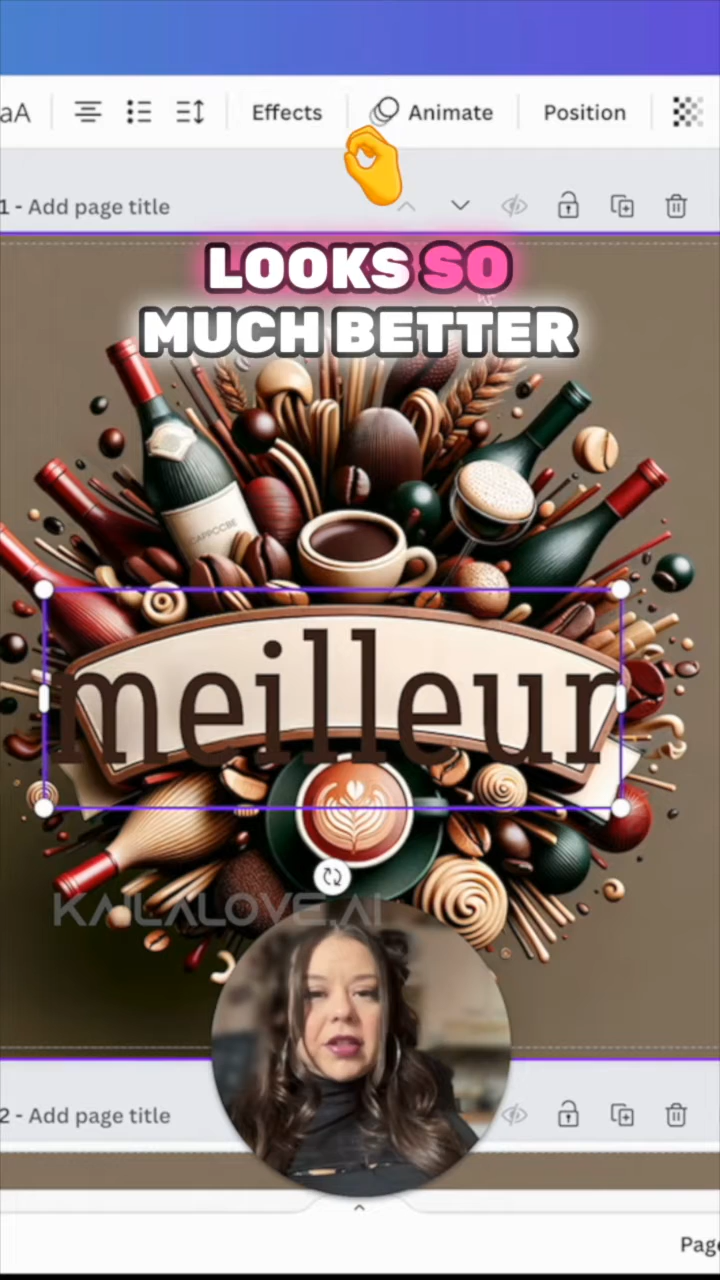 aA Effects Animate Position
1 - Add page title
LOOKS SO
MUCH BETTER
CAPPCCBE
meilleur
KAILALOVE.AI
2 - Add page title